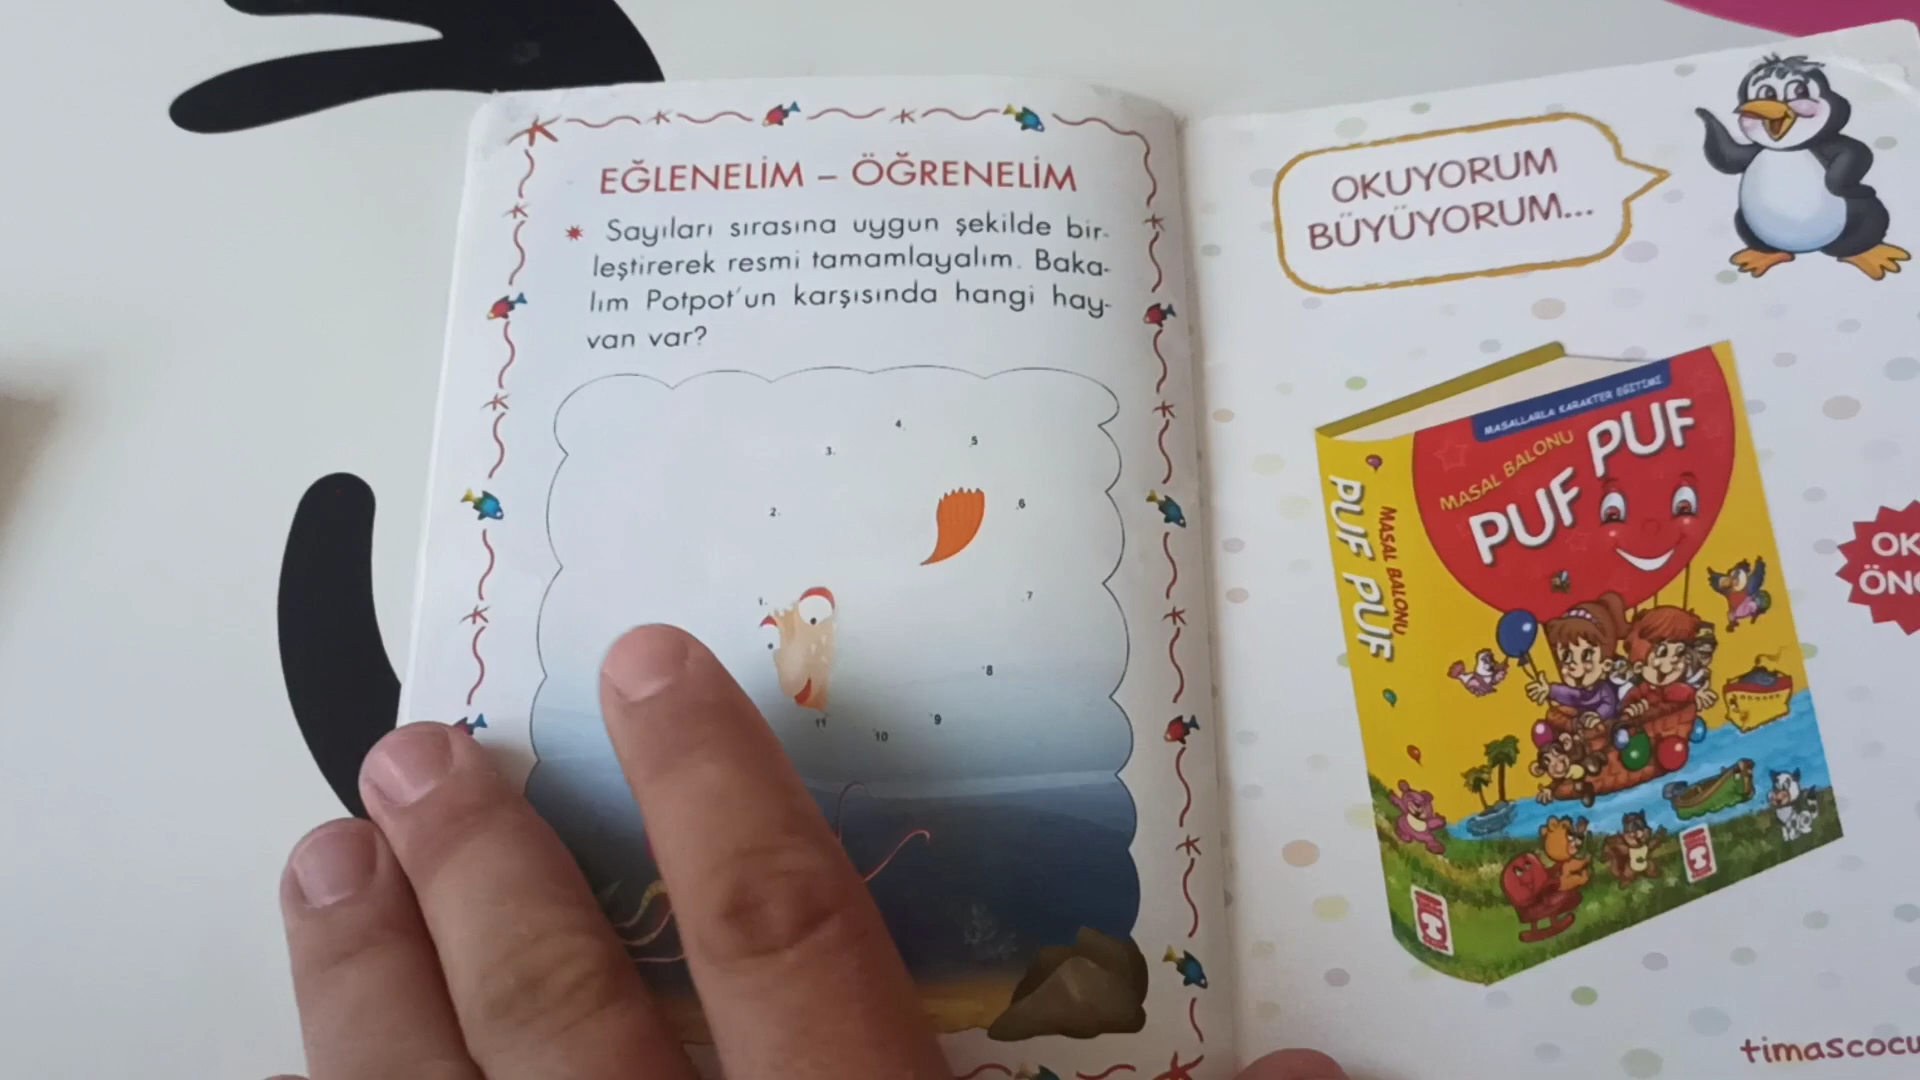 EĞLENELİM – ÖĞRENELİM
Sayıları sırasına uygun şekilde bir-
leştirerek resmi tamamlayalım. Baka-
lım Potpot'un karşısında hangi hay-
van var?
4
3.
5
2.
6
1.
7
8
11
10
9
OKUYORUM
BÜYÜYORUM...
MASALLARLA KARAKTER EĞİTİMİ
MASAL BALONU
PUF PUF
MASAL BALONU
PUF PUF
OK
ÖN
timascocu